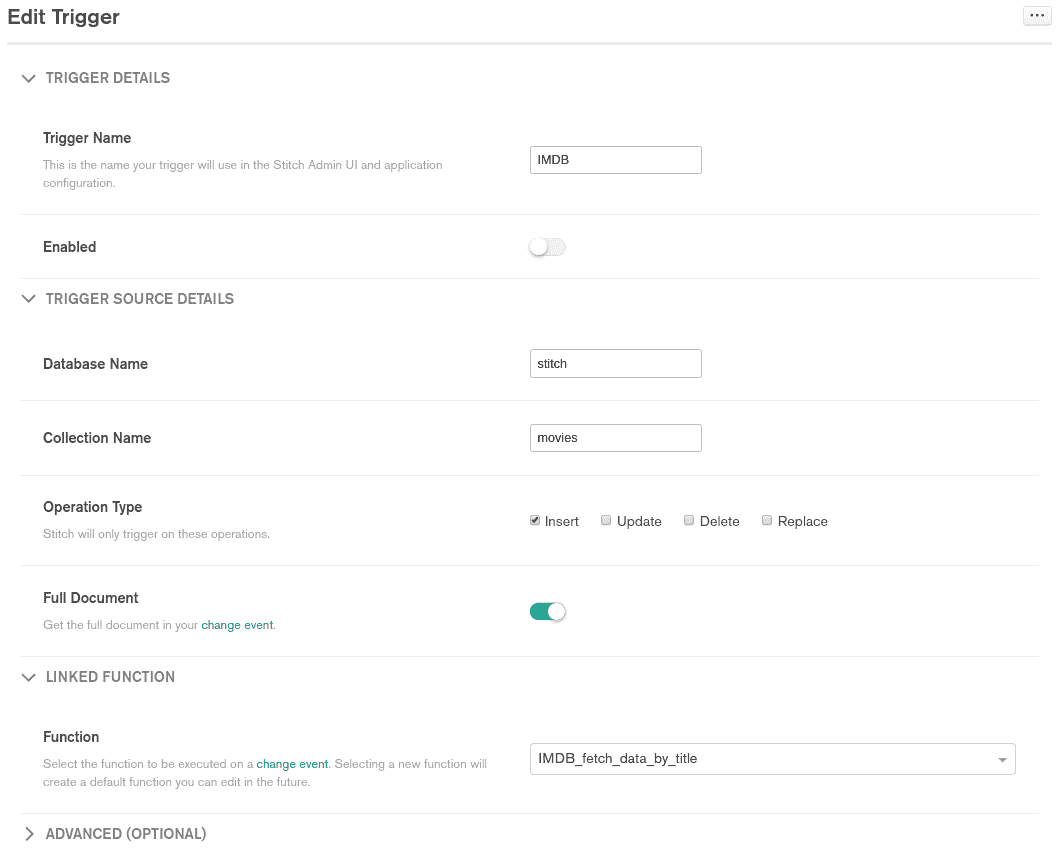 Edit Trigger
TRIGGER DETAILS
Trigger Name
This is the name your trigger will use in the Stitch Admin UI and application
configuration.
IMDB
Enabled
TRIGGER SOURCE DETAILS
Database Name
stitch
Collection Name
movies
Operation Type
Stitch will only trigger on these operations.
Insert Update Delete Replace
Full Document
Get the full document in your change event.
LINKED FUNCTION
Function
Select the function to be executed on a change event. Selecting a new function will
create a default function you can edit in the future.
IMDB_fetch_data_by_title
ADVANCED (OPTIONAL)